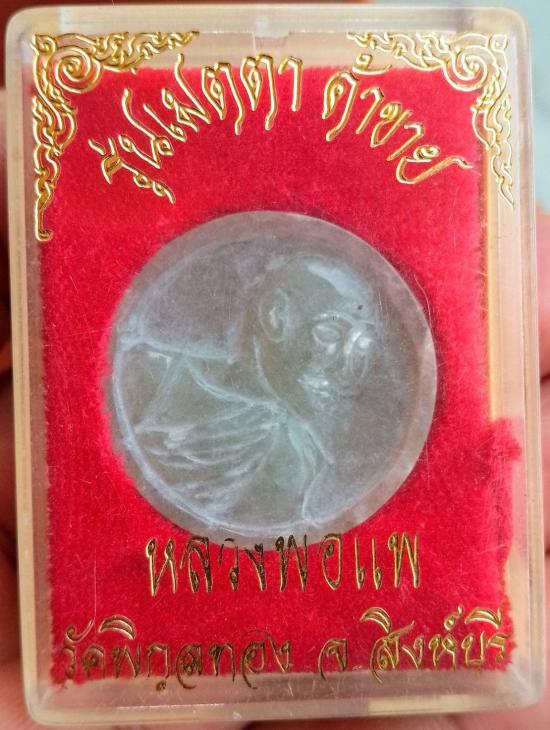 รุ่นเมตตา ค้าขาย
หลวงพ่อแพ
วัดพิกุลทอง จ.สิงห์บุรี